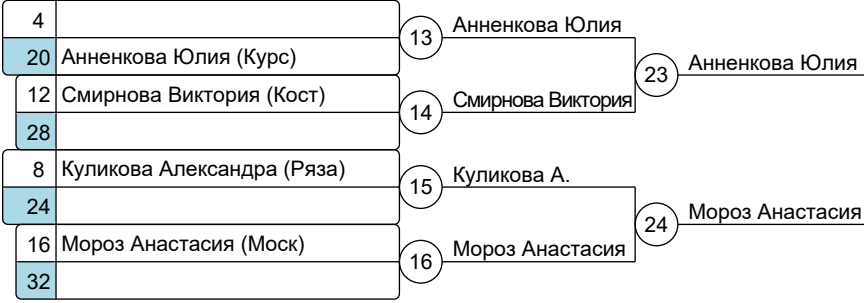 4
20 Анненкова Юлия (Курс)
13 Анненкова Юлия
12 Смирнова Виктория (Кост)
28
14 Смирнова Виктория
23 Анненкова Юлия
8 Куликова Александра (Ряза)
24
15 Куликова А.
16 Мороз Анастасия (Моск)
32
16 Мороз Анастасия
24 Мороз Анастасия